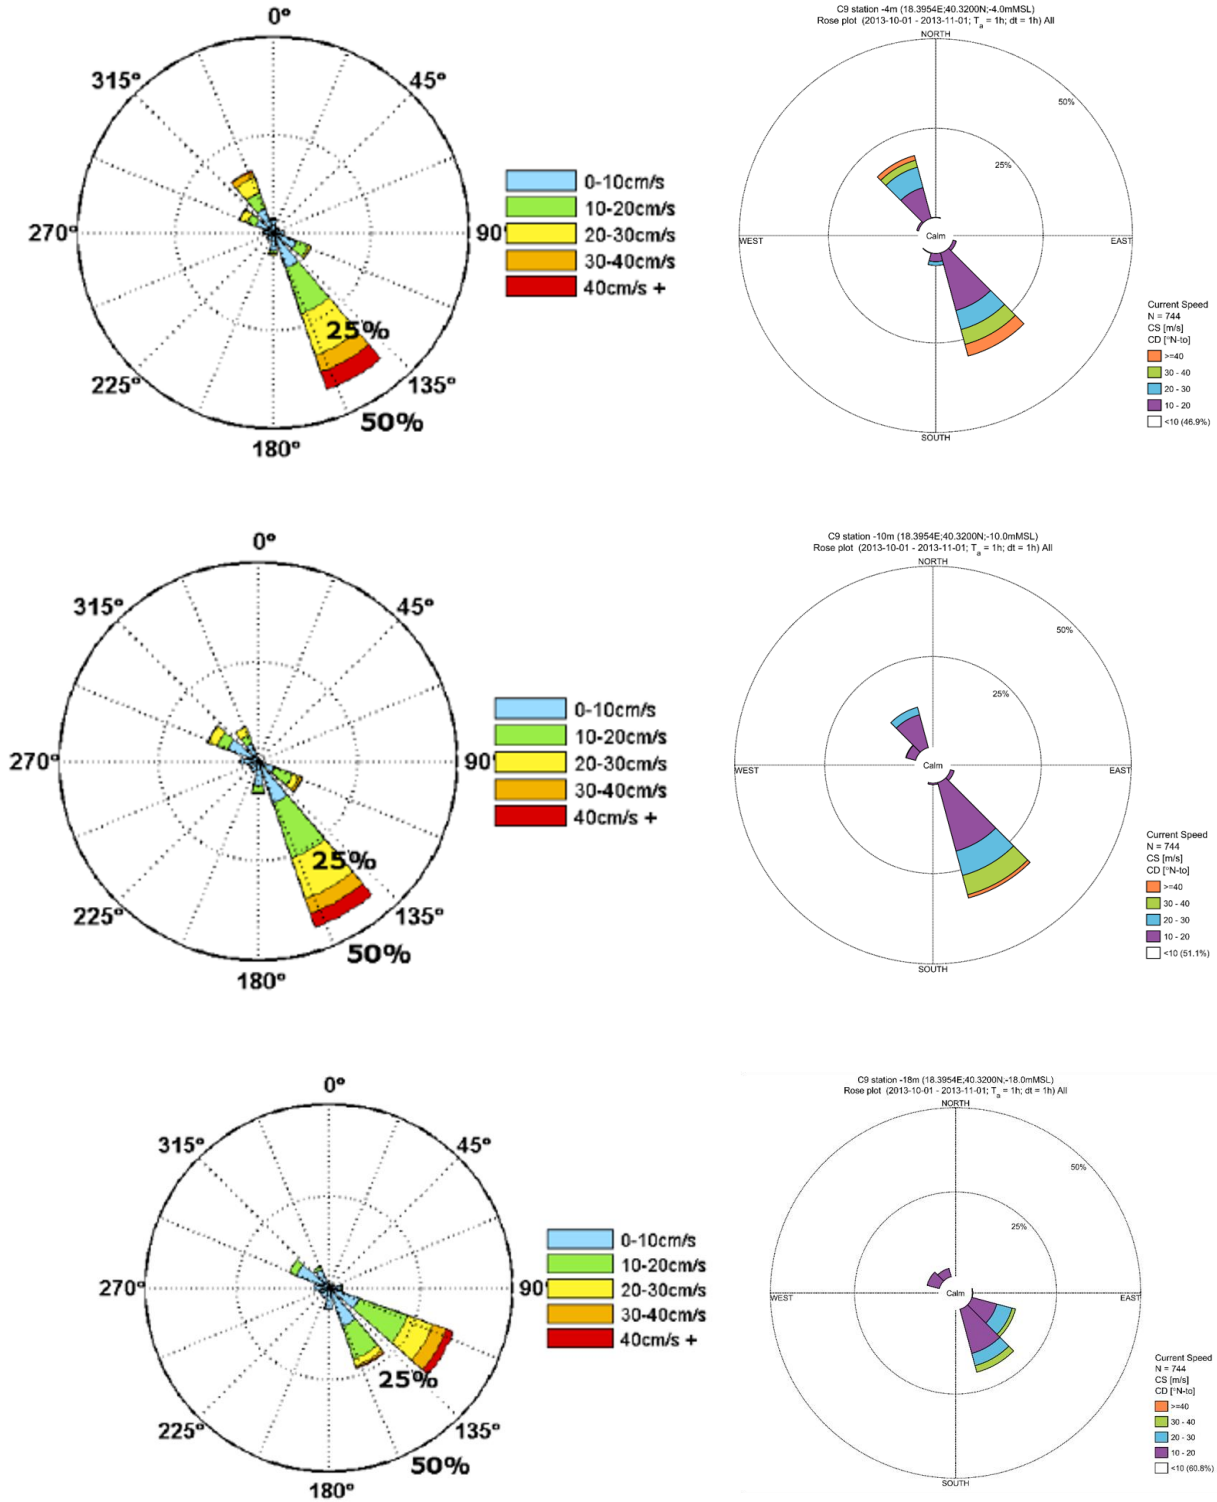 0°
315°
45°
270°
90°
25%
225°
135°
50%
180°
0-10cm/s
10-20cm/s
20-30cm/s
30-40cm/s
40cm/s +
C9 station -4m (18.3954E;40.3200N;-4.0mMSL)
Rose plot (2013-10-01 - 2013-11-01; Ta = 1h; dt = 1h) All
NORTH
50%
25%
Calm
WEST
EAST
SOUTH
Current Speed
N = 744
CS [m/s]
CD [°N-to]
>=40
30 - 40
20 - 30
10 - 20
<10 (46.9%)
0°
315°
45°
270°
90°
25%
225°
135°
50%
180°
0-10cm/s
10-20cm/s
20-30cm/s
30-40cm/s
40cm/s +
C9 station -10m (18.3954E;40.3200N;-10.0mMSL)
Rose plot (2013-10-01 - 2013-11-01; Ta = 1h; dt = 1h) All
NORTH
50%
25%
Calm
WEST
EAST
SOUTH
Current Speed
N = 744
CS [m/s]
CD [°N-to]
>=40
30 - 40
20 - 30
10 - 20
<10 (51.1%)
0°
315°
45°
270°
90°
25%
225°
135°
50%
180°
0-10cm/s
10-20cm/s
20-30cm/s
30-40cm/s
40cm/s +
C9 station -18m (18.3954E;40.3200N;-18.0mMSL)
Rose plot (2013-10-01 - 2013-11-01; Ta = 1h; dt = 1h) All
NORTH
50%
25%
Calm
WEST
EAST
SOUTH
Current Speed
N = 744
CS [m/s]
CD [°N-to]
>=40
30 - 40
20 - 30
10 - 20
<10 (60.8%)